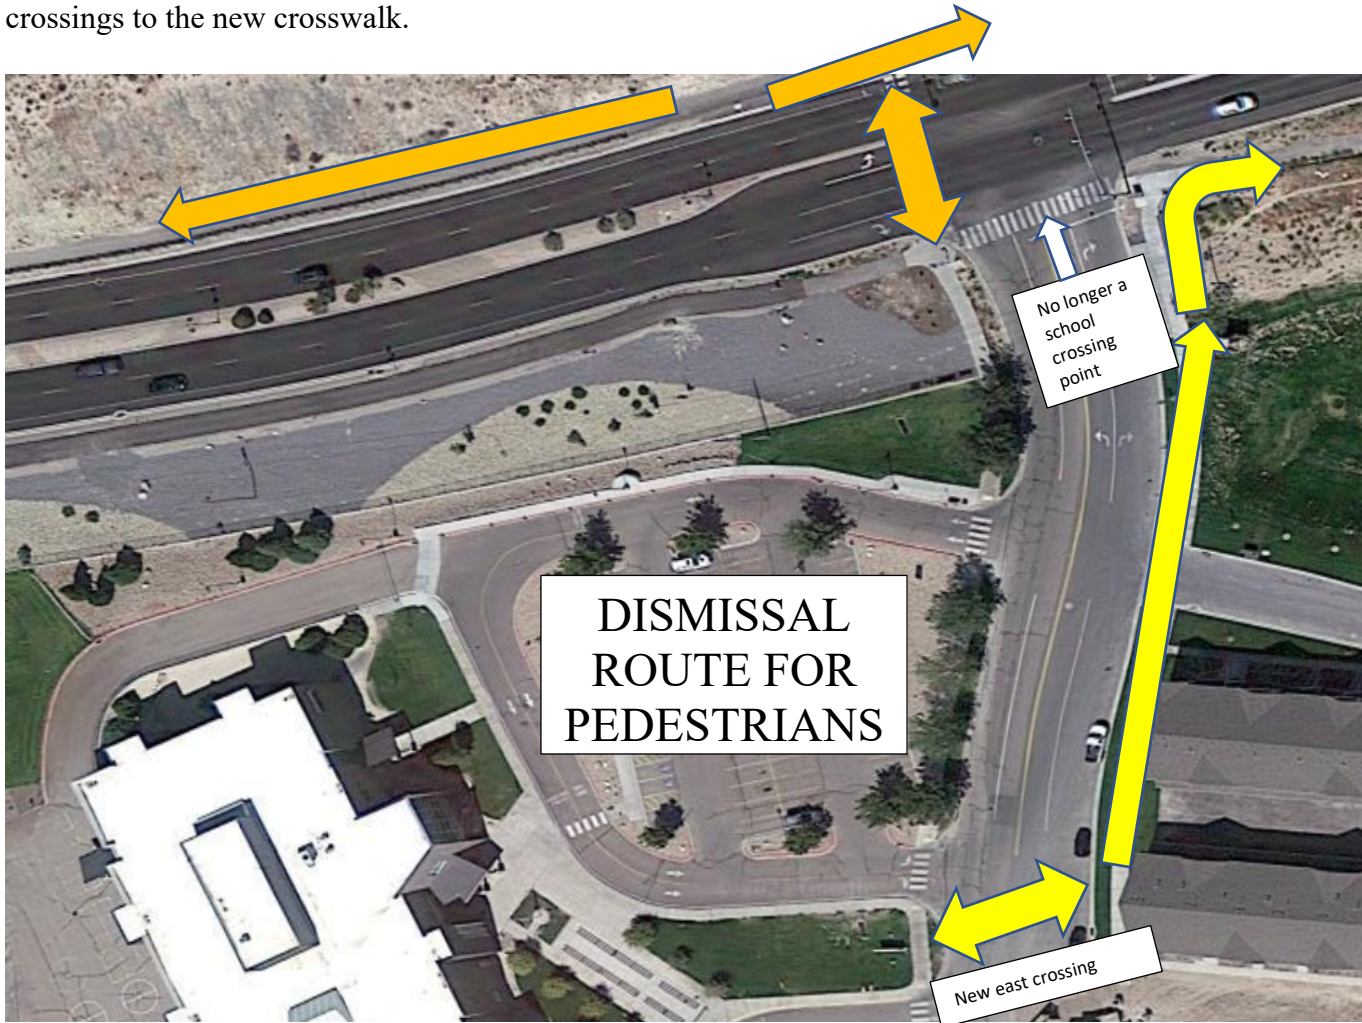 crossings to the new crosswalk.
No longer a
school
crossing
point
DISMISSAL
ROUTE FOR
PEDESTRIANS
New east crossing